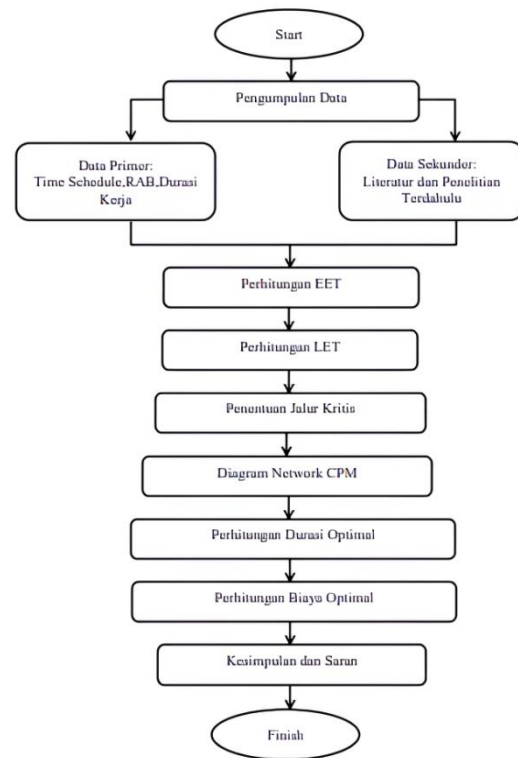 Start
Pengumpulan Data
Data Primer:
Time Schedule,RAB,Durasi
Kerja
Data Sekunder:
Literatur dan Penelitian
Terdahulu
Perhitungan EET
Perhitungan LET
Penentuan Jalur Kritis
Diagram Network CPM
Perhitungan Durasi Optimal
Perhitungan Biaya Optimal
Kesimpulan dan Saran
Finish